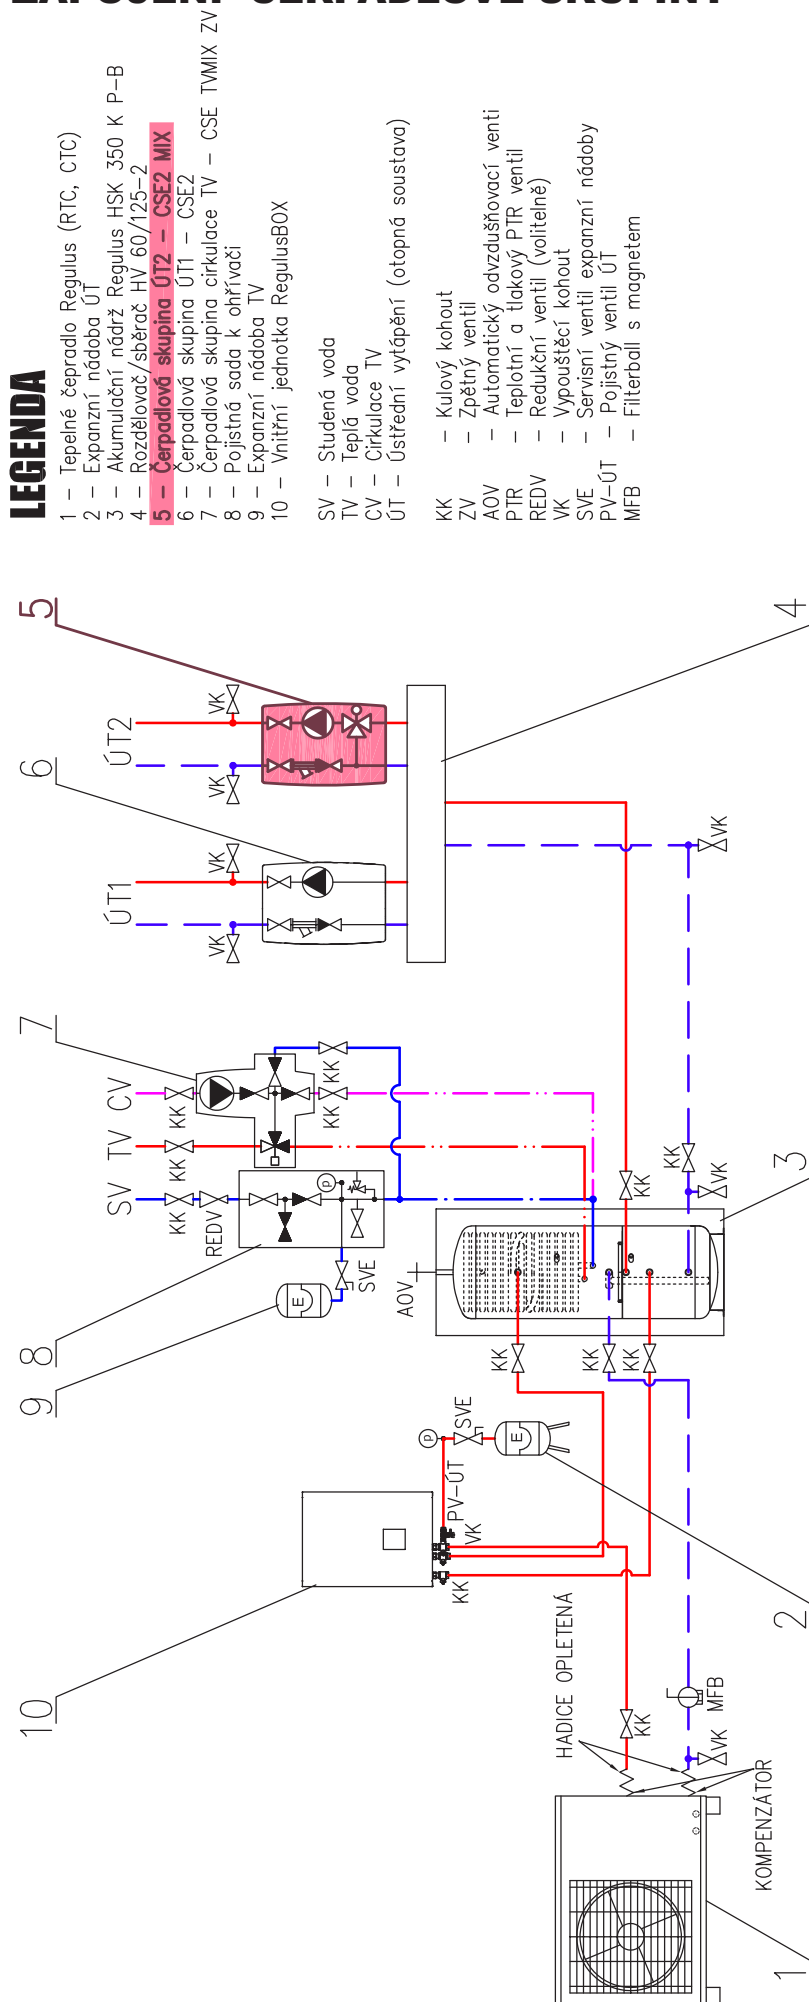 ZAPOJENÍ ČERPADLOVÉ SKUPINY
LEGENDA
1 – Tepelné čepradlo Regulus (RTC, CTC)
2 – Expanzní nádoba ÚT
3 – Akumulační nádrž Regulus HSK 350 K P-B
4 – Rozdělovač/sběrač HV 60/125-2
5 – Čerpadlová skupina ÚT2 – CSE2 MIX
6 – Čerpadlová skupina ÚT1 – CSE2
7 – Čerpadlová skupina cirkulace TV – CSE TVMIX ZV
8 – Pojistná sada k ohřívači
9 – Expanzní nádoba TV
10 – Vnitřní jednotka RegulusBOX
SV – Studená voda
TV – Teplá voda
CV – Cirkulace TV
ÚT – Ústřední vytápění (otopná soustava)
KK – Kulový kohout
ZV – Zpětný ventil
AOV – Automatický odvzdušňovací venti
PTR – Teplotní a tlakový PTR ventil
REDV – Redukční ventil (volitelně)
VK – Vypouštěcí kohout
SVE – Servisní ventil expanzní nádoby
PV-ÚT – Pojistný ventil ÚT
MFB – Filterball s magnetem
5
4
ÚT2
VK
VK
6
ÚT1
VK
VK
VK
7
CV
TV
SV
KK
KK
KK
KK
KK
REDV
p
KK
KK
VK
3
8
9
E
SVE
AOV
KK
KK
KK
10
p
SVE
E
PV-ÚT
VK
KK
2
HADICE OPLETENÁ
KK
MFB
VK
KOMPENZÁTOR
1